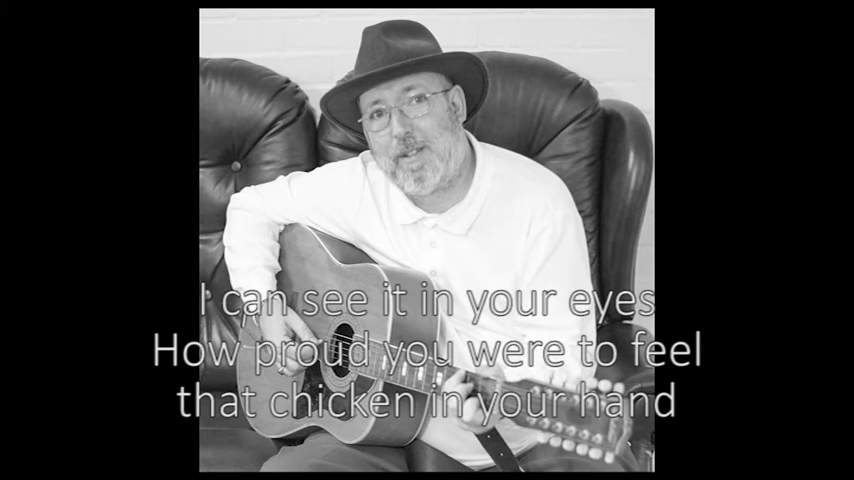 I can see it in your eyes
How proud you were to feel
that chicken in your hand